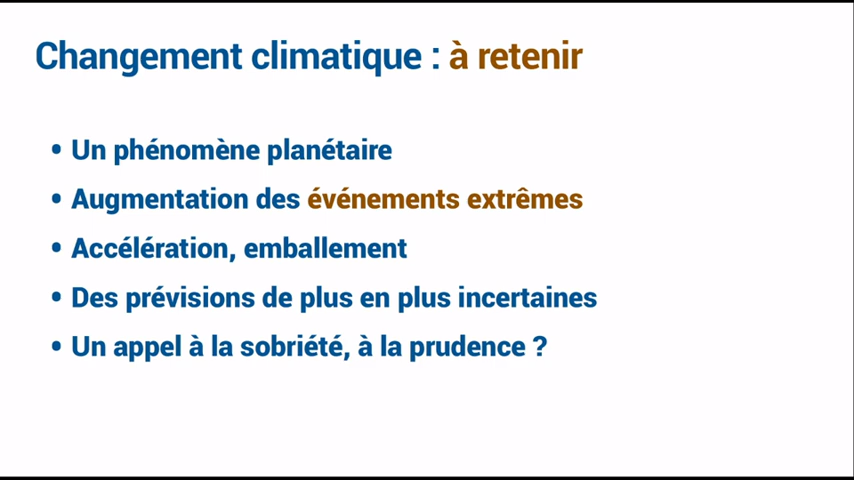 Changement climatique : à retenir
• Un phénomène planétaire
• Augmentation des événements extrêmes
• Accélération, emballement
• Des prévisions de plus en plus incertaines
• Un appel à la sobriété, à la prudence ?